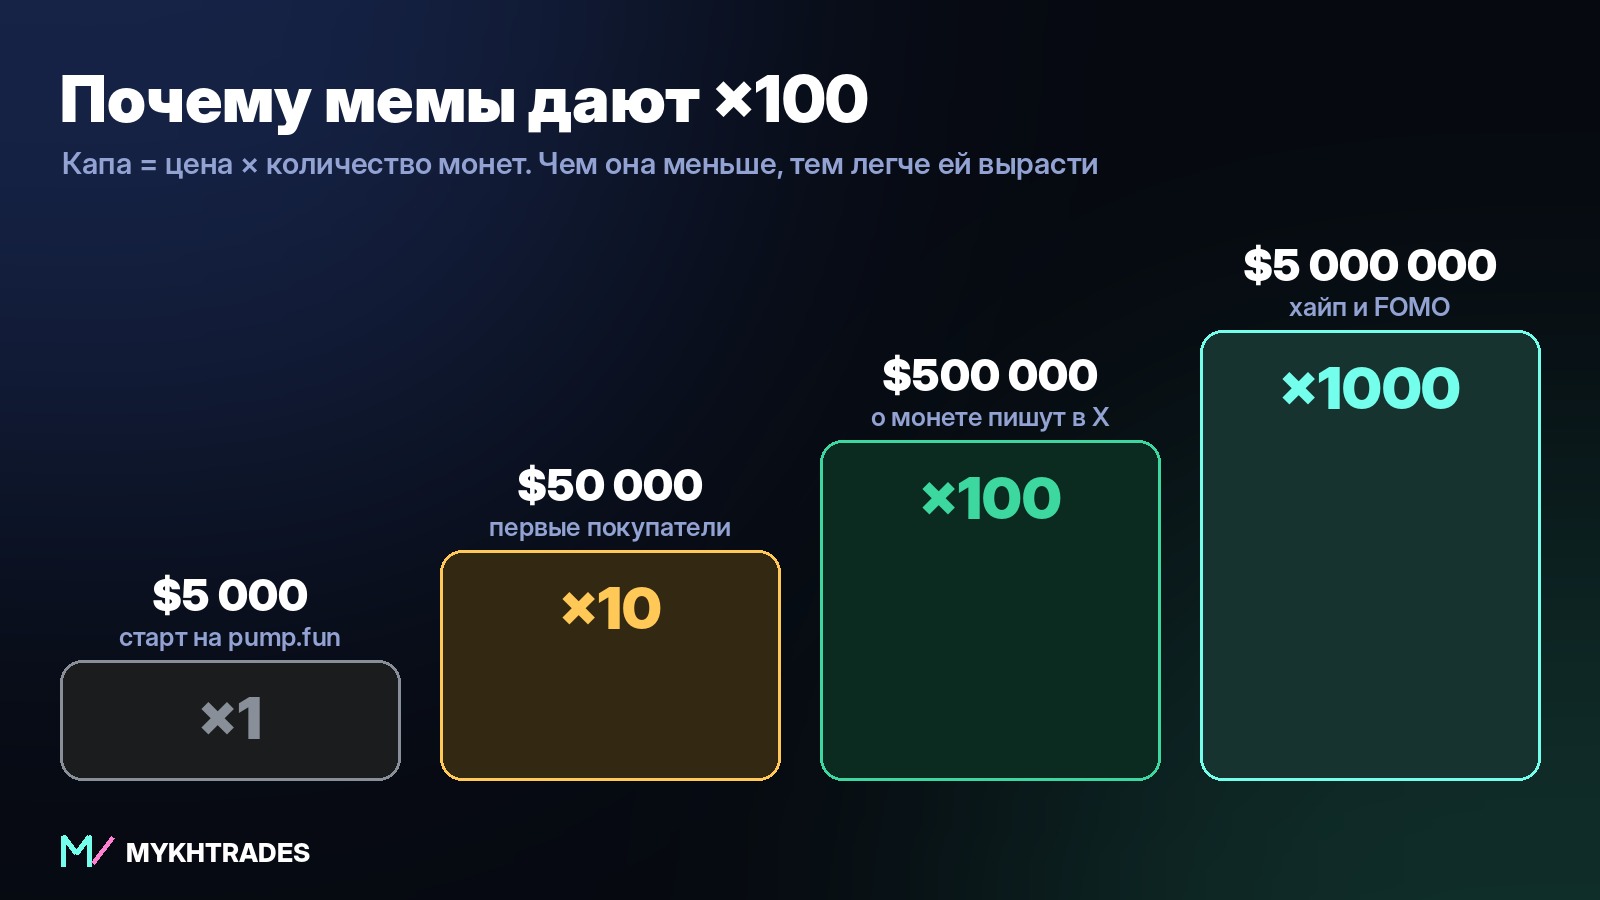 Почему мемы дают ×100
Капа = цена × количество монет. Чем она меньше, тем легче ей вырасти
$5 000
старт на pump.fun
×1
$50 000
первые покупатели
×10
$500 000
о монете пишут в X
×100
$5 000 000
хайп и FOMO
×1000
MYKHTRADES